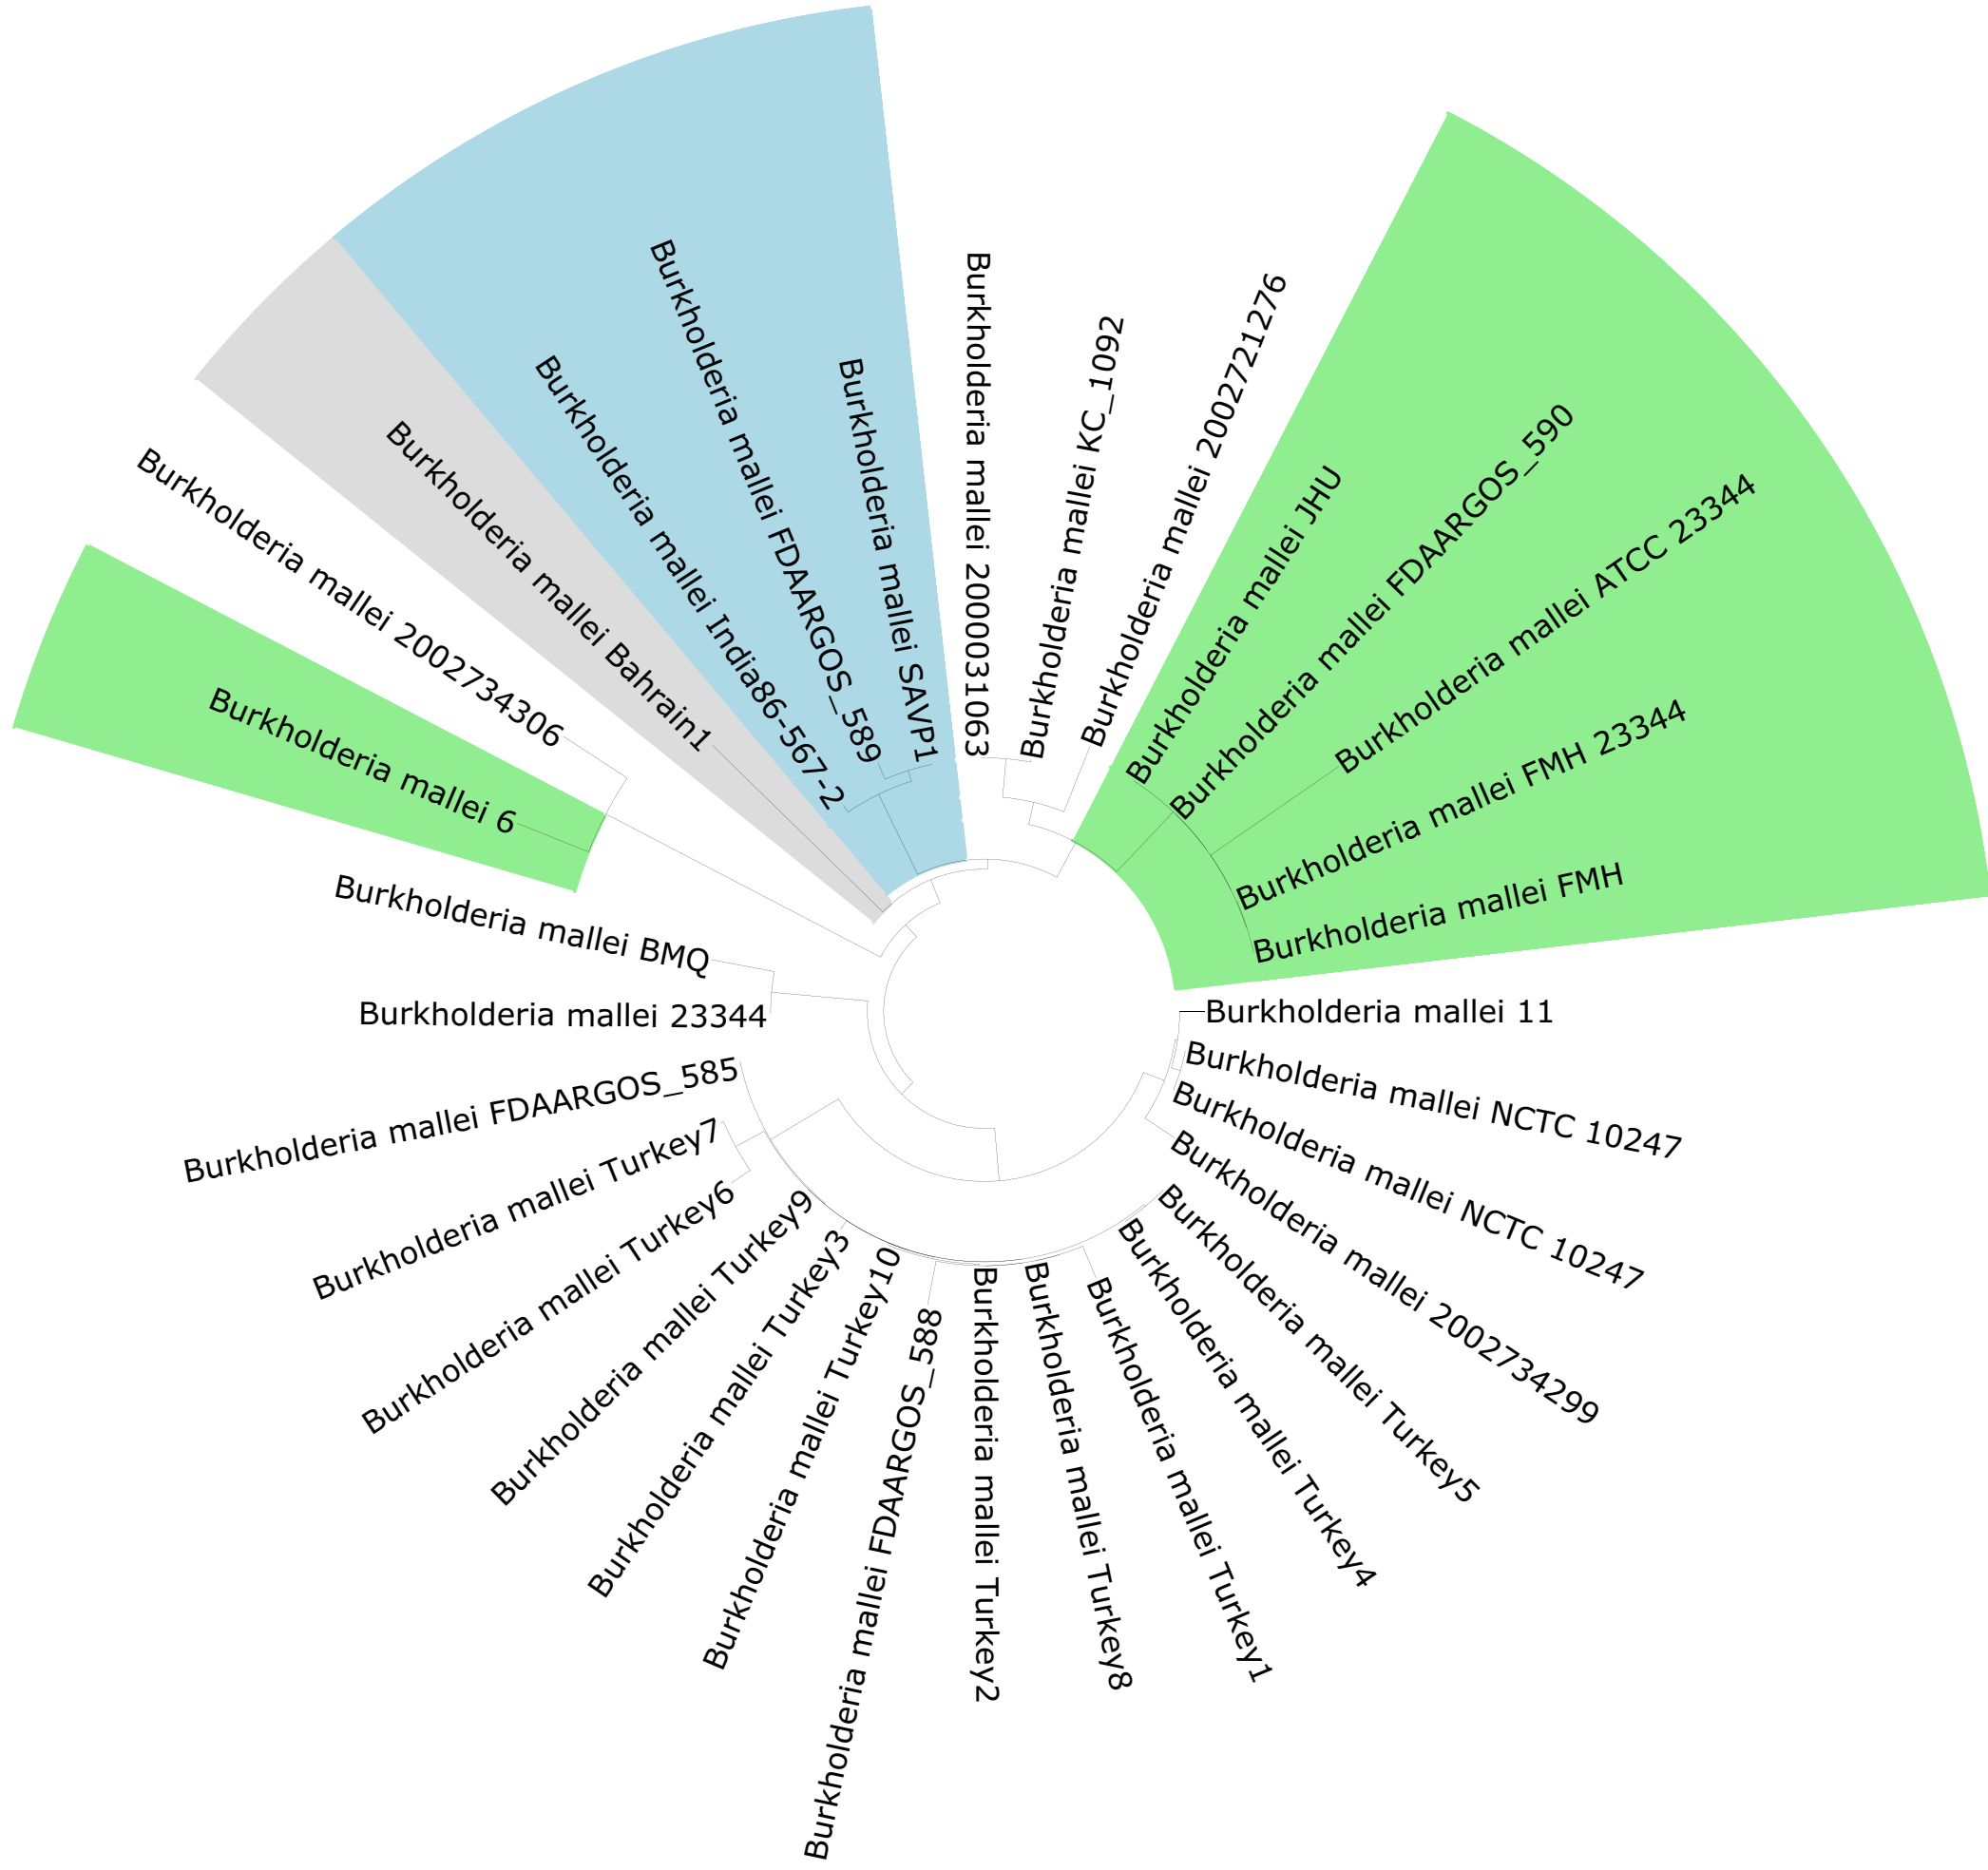 Burkholderia mallei 2000031063
Burkholderia mallei KC_1092
Burkholderia mallei 2002721276
Burkholderia mallei JHU
Burkholderia mallei FDAARGOS_590
Burkholderia mallei ATCC 23344
Burkholderia mallei FMH 23344
Burkholderia mallei FMH
Burkholderia mallei 11
Burkholderia mallei NCTC 10247
Burkholderia mallei NCTC 10247
Burkholderia mallei 2002734299
Burkholderia mallei Turkey5
Burkholderia mallei Turkey4
Burkholderia mallei Turkey1
Burkholderia mallei Turkey8
Burkholderia mallei Turkey2
Burkholderia mallei FDAARGOS_588
Burkholderia mallei Turkey10
Burkholderia mallei Turkey3
Burkholderia mallei Turkey9
Burkholderia mallei Turkey6
Burkholderia mallei Turkey7
Burkholderia mallei FDAARGOS_585
Burkholderia mallei 23344
Burkholderia mallei BMQ
Burkholderia mallei 6
Burkholderia mallei 2002734306
Burkholderia mallei Bahrain1
Burkholderia mallei India86-567-2
Burkholderia mallei FDAARGOS_589
Burkholderia mallei SAVP1